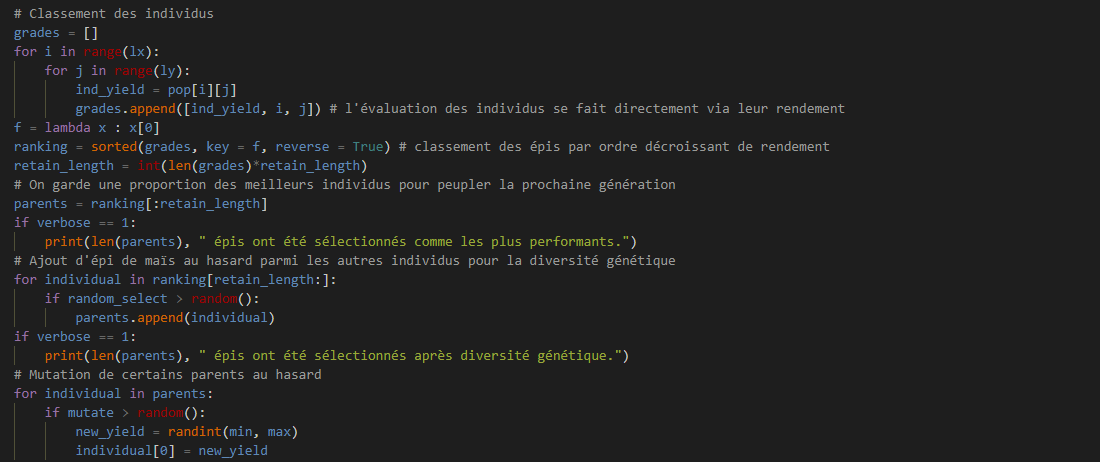 # Classement des individus
grades = []
for i in range(lx):
    for j in range(ly):
        ind_yield = pop[i][j]
        grades.append([ind_yield, i, j]) # l'évaluation des individus se fait directement via leur rendement
f = lambda x : x[0]
ranking = sorted(grades, key = f, reverse = True) # classement des épis par ordre décroissant de rendement
retain_length = int(len(grades)*retain_length)
# On garde une proportion des meilleurs individus pour peupler la prochaine génération
parents = ranking[:retain_length]
if verbose == 1:
    print(len(parents), " épis ont été sélectionnés comme les plus performants.")
# Ajout d'épi de maïs au hasard parmi les autres individus pour la diversité génétique
for individual in ranking[retain_length:]:
    if random_select > random():
        parents.append(individual)
if verbose == 1:
    print(len(parents), " épis ont été sélectionnés après diversité génétique.")
# Mutation de certains parents au hasard
for individual in parents:
    if mutate > random():
        new_yield = randint(min, max)
        individual[0] = new_yield